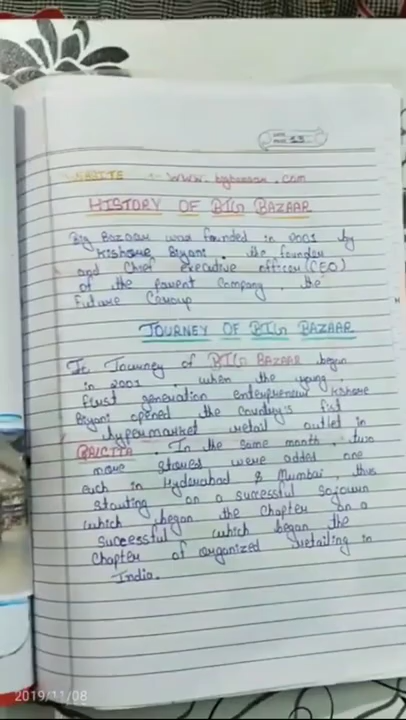 WEBSITE :- www.bigbazaar.com
HISTORY OF BIG BAZAAR
Big Bazaar was founded in 2001 by
Kishore Biyani. the founder
and Chief executive officer (CEO)
of the parent Company, the
Future Group
JOURNEY OF BIG BAZAAR
Journey of BIG BAZAAR began
in 2001, when the young
first generation entrepreneur Kishore
Biyani opened the Country's fist
hypermarket retail outlet in
In the same month, two
more stores were added one
each in Hyderabad & Mumbai, thus
starting on a successful Sojourn
which began the Chapter on a
successful which began the
Chapter of organized retailing in
India.
2019/11/08